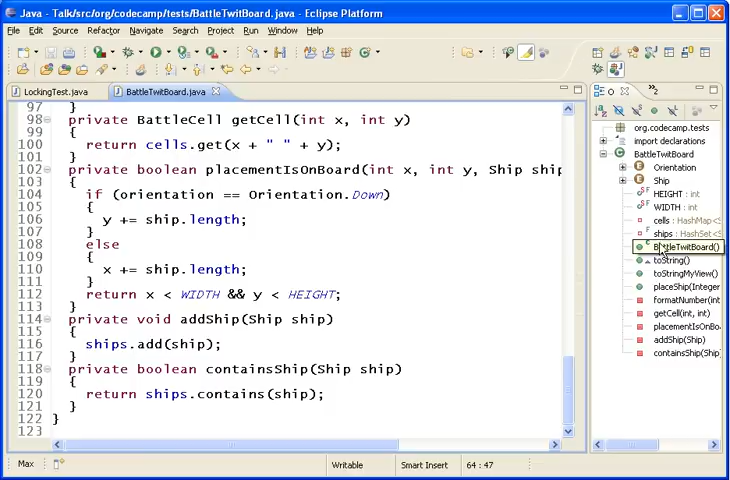 Java - Talk/src/org/codecamp/tests/BattleTwitBoard.java - Eclipse Platform
File Edit Source Refactor Navigate Search Project Run Window Help
LockingTest.java BattleTwitBoard.java
97 }
98 private BattleCell getCell(int x, int y)
99 {
100 return cells.get(x + " " + y);
101 }
102 private boolean placementIsOnBoard(int x, int y, Ship ship
103 {
104 if (orientation == Orientation.Down)
105 {
106 y += ship.length;
107 }
108 else
109 {
110 x += ship.length;
111 }
112 return x < WIDTH && y < HEIGHT;
113 }
114 private void addShip(Ship ship)
115 {
116 ships.add(ship);
117 }
118 private boolean containsShip(Ship ship)
119 {
120 return ships.contains(ship);
121 }
122 }
123
O 2
org.codecamp.tests
import declarations
BattleTwitBoard
Orientation
Ship
HEIGHT : int
WIDTH : int
cells : HashMap<S
ships : HashSet<S
BattleTwitBoard()
toString()
toStringMyView()
placeShip(Integer
formatNumber(int
getCell(int, int)
placementIsOnBo
addShip(Ship)
containsShip(Ship
Max Writable Smart Insert 64 : 47